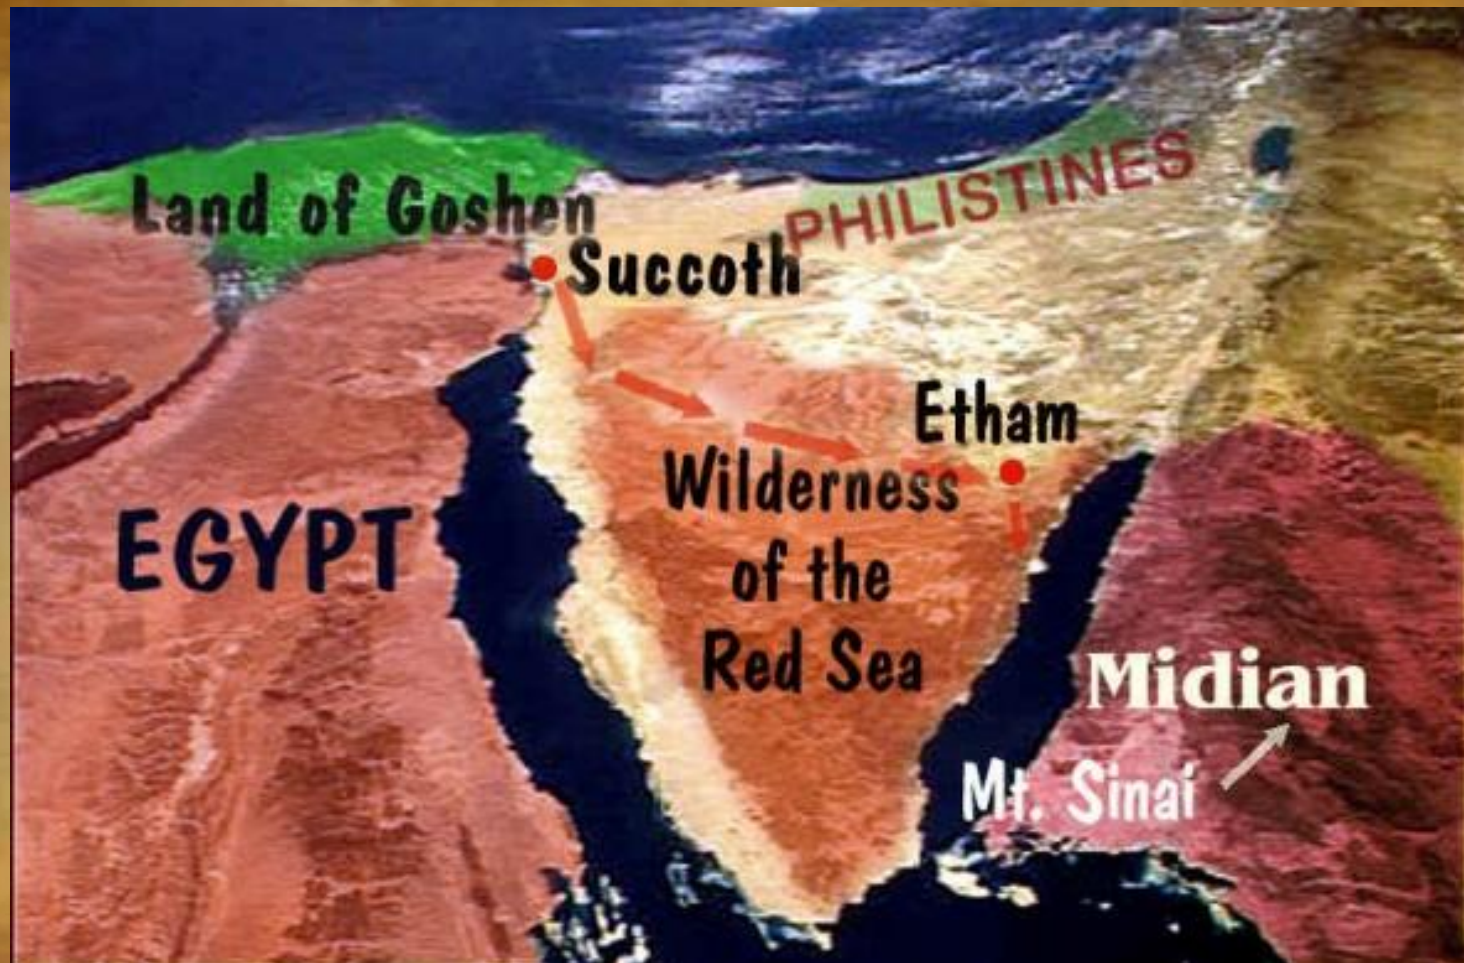 Land of Goshen
PHILISTINES
Succoth
Etham
Wilderness
of the
Red Sea
EGYPT
Midian
Mt. Sinai